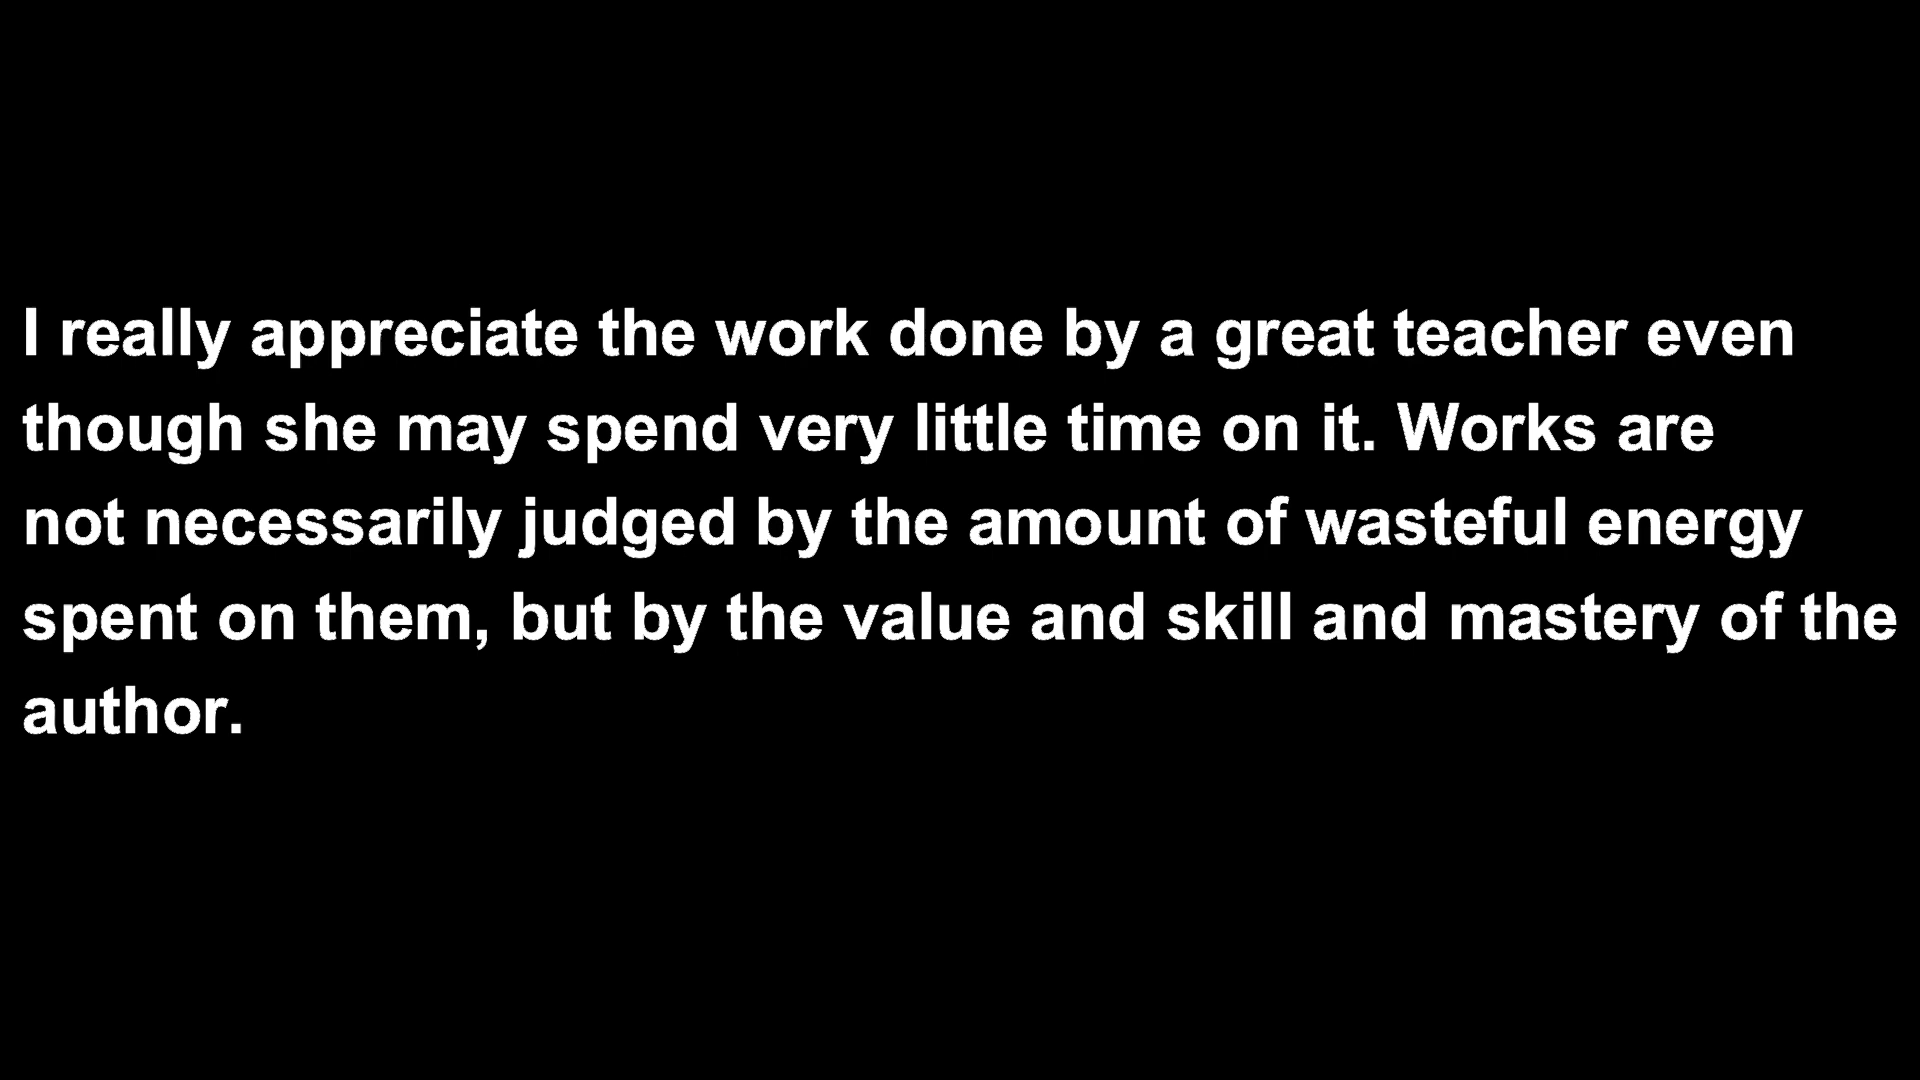 I really appreciate the work done by a great teacher even
though she may spend very little time on it. Works are
not necessarily judged by the amount of wasteful energy
spent on them, but by the value and skill and mastery of the
author.